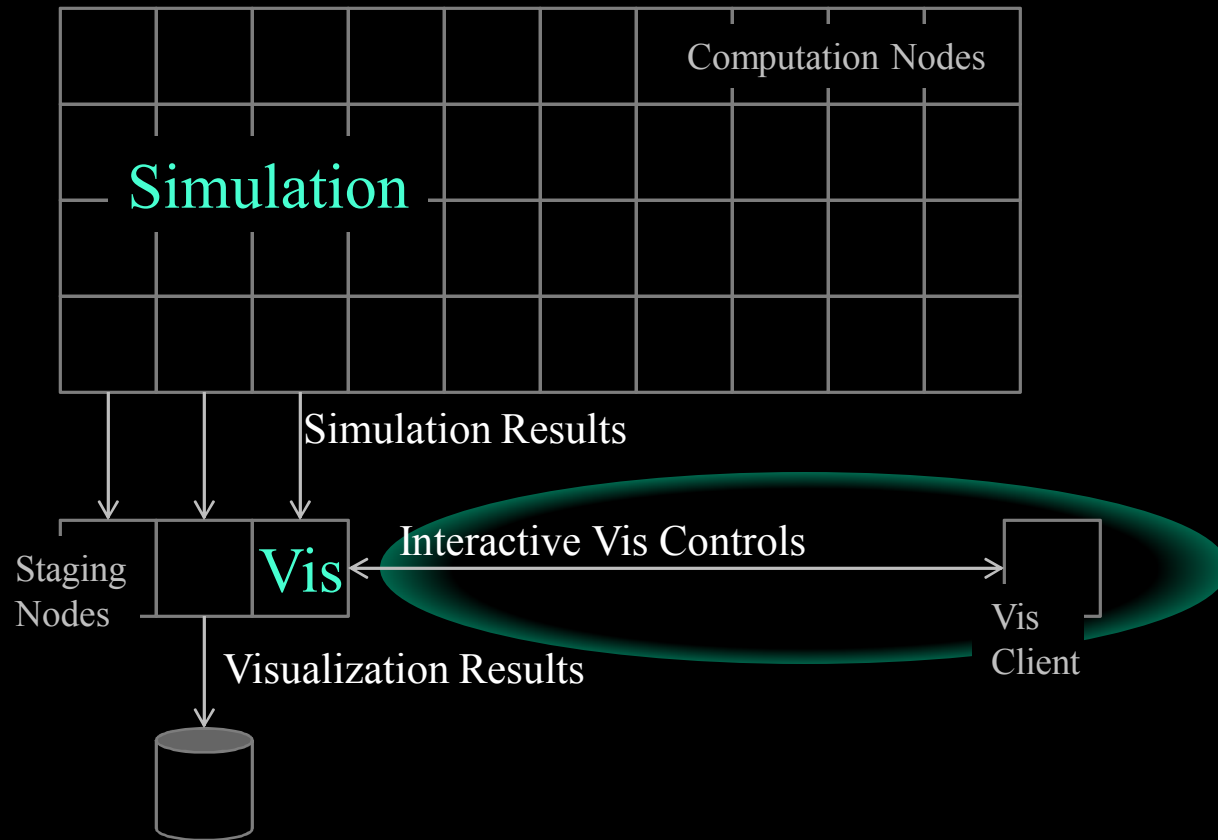 Computation Nodes
Simulation
Simulation Results
Interactive Vis Controls
Vis
Staging
Nodes
Vis
Client
Visualization Results